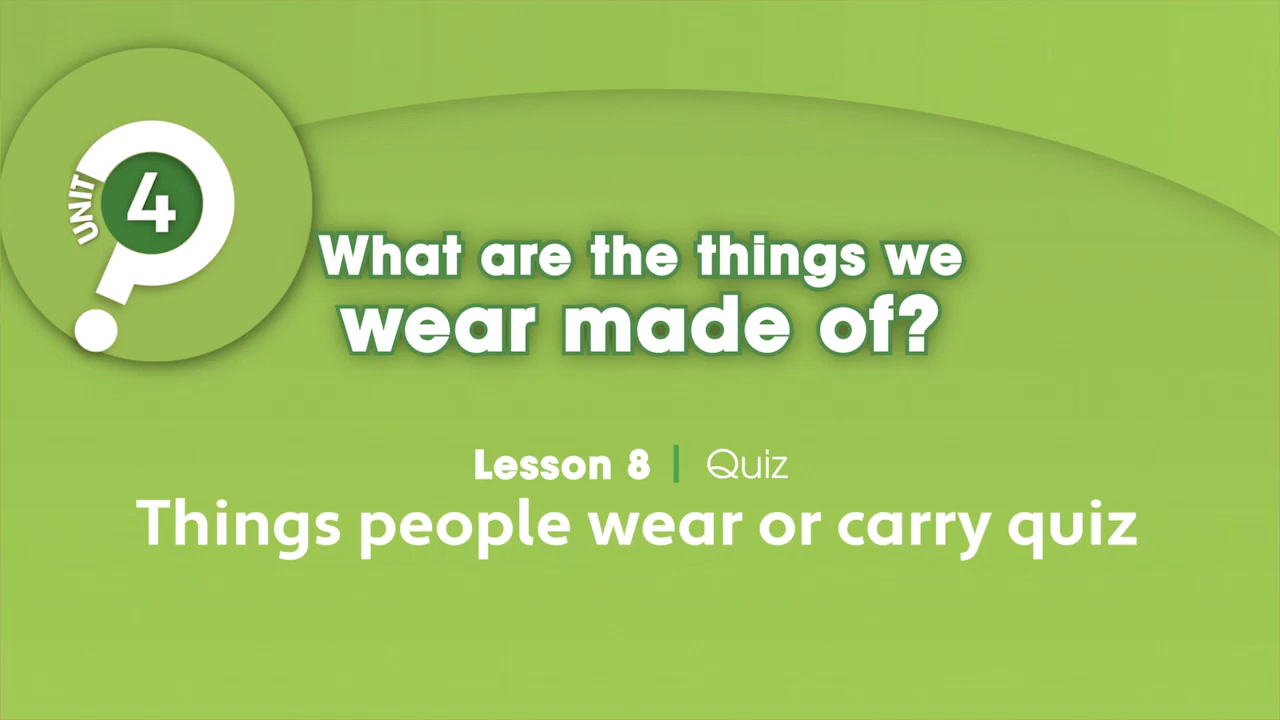 UNIT
4
What are the things we
wear made of?
Lesson 8 | Quiz
Things people wear or carry quiz